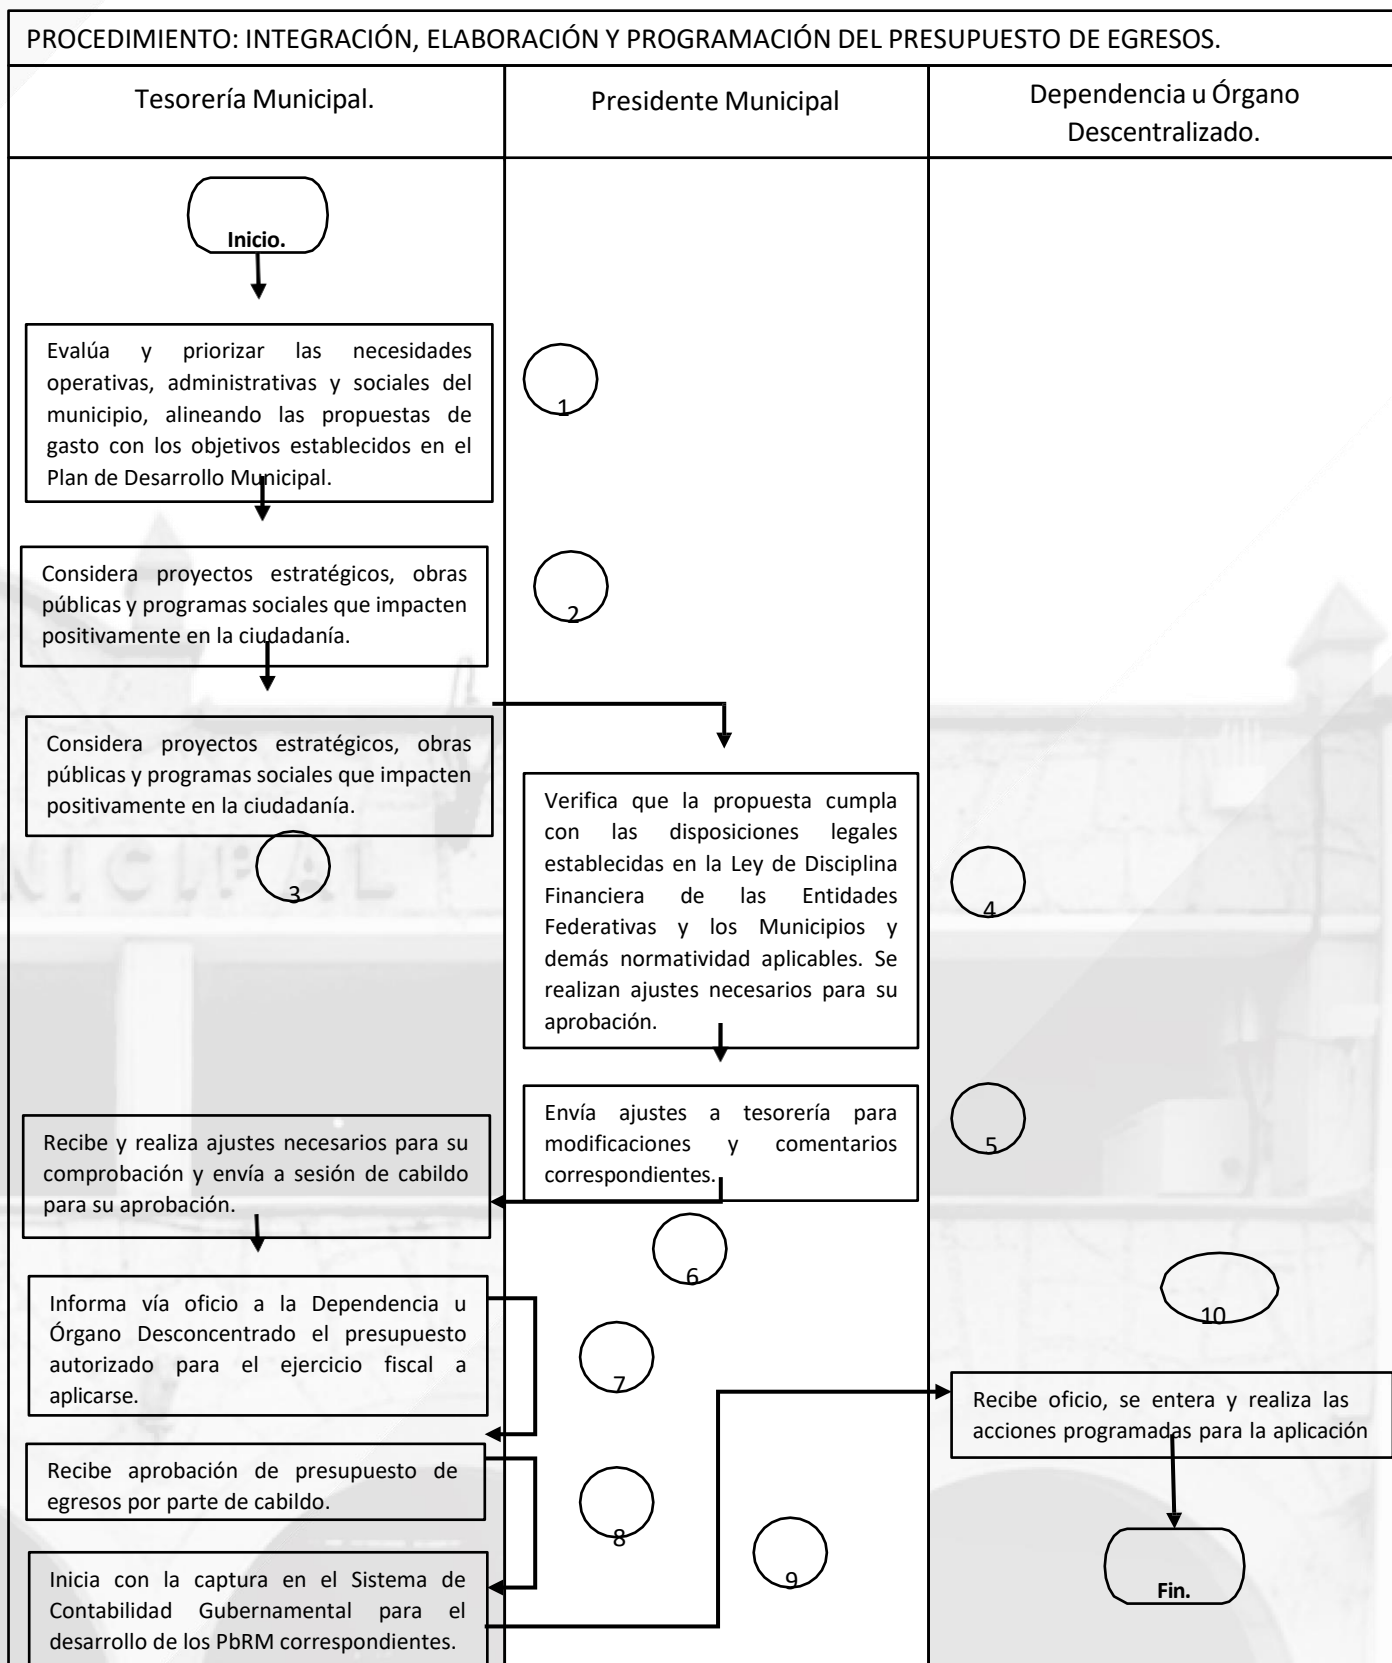 PROCEDIMIENTO: INTEGRACIÓN, ELABORACIÓN Y PROGRAMACIÓN DEL PRESUPUESTO DE EGRESOS.
Tesorería Municipal.
Presidente Municipal
Dependencia u Órgano
Descentralizado.
Inicio.
Evalúa y priorizar las necesidades
operativas, administrativas y sociales del
municipio, alineando las propuestas de
gasto con los objetivos establecidos en el
Plan de Desarrollo Municipal.
1
Considera proyectos estratégicos, obras
públicas y programas sociales que impacten
positivamente en la ciudadanía.
2
Considera proyectos estratégicos, obras
públicas y programas sociales que impacten
positivamente en la ciudadanía.
3
NICIPAL
Verifica que la propuesta cumpla
con las disposiciones legales
establecidas en la Ley de Disciplina
Financiera de las Entidades
Federativas y los Municipios y
demás normatividad aplicables. Se
realizan ajustes necesarios para su
aprobación.
4
Envía ajustes a tesorería para
modificaciones y comentarios
correspondientes.
5
Recibe y realiza ajustes necesarios para su
comprobación y envía a sesión de cabildo
para su aprobación.
6
Informa vía oficio a la Dependencia u
Órgano Desconcentrado el presupuesto
autorizado para el ejercicio fiscal a
aplicarse.
7
Recibe aprobación de presupuesto de
egresos por parte de cabildo.
8
Inicia con la captura en el Sistema de
Contabilidad Gubernamental para el
desarrollo de los PbRM correspondientes.
9
10
Recibe oficio, se entera y realiza las
acciones programadas para la aplicación
Fin.